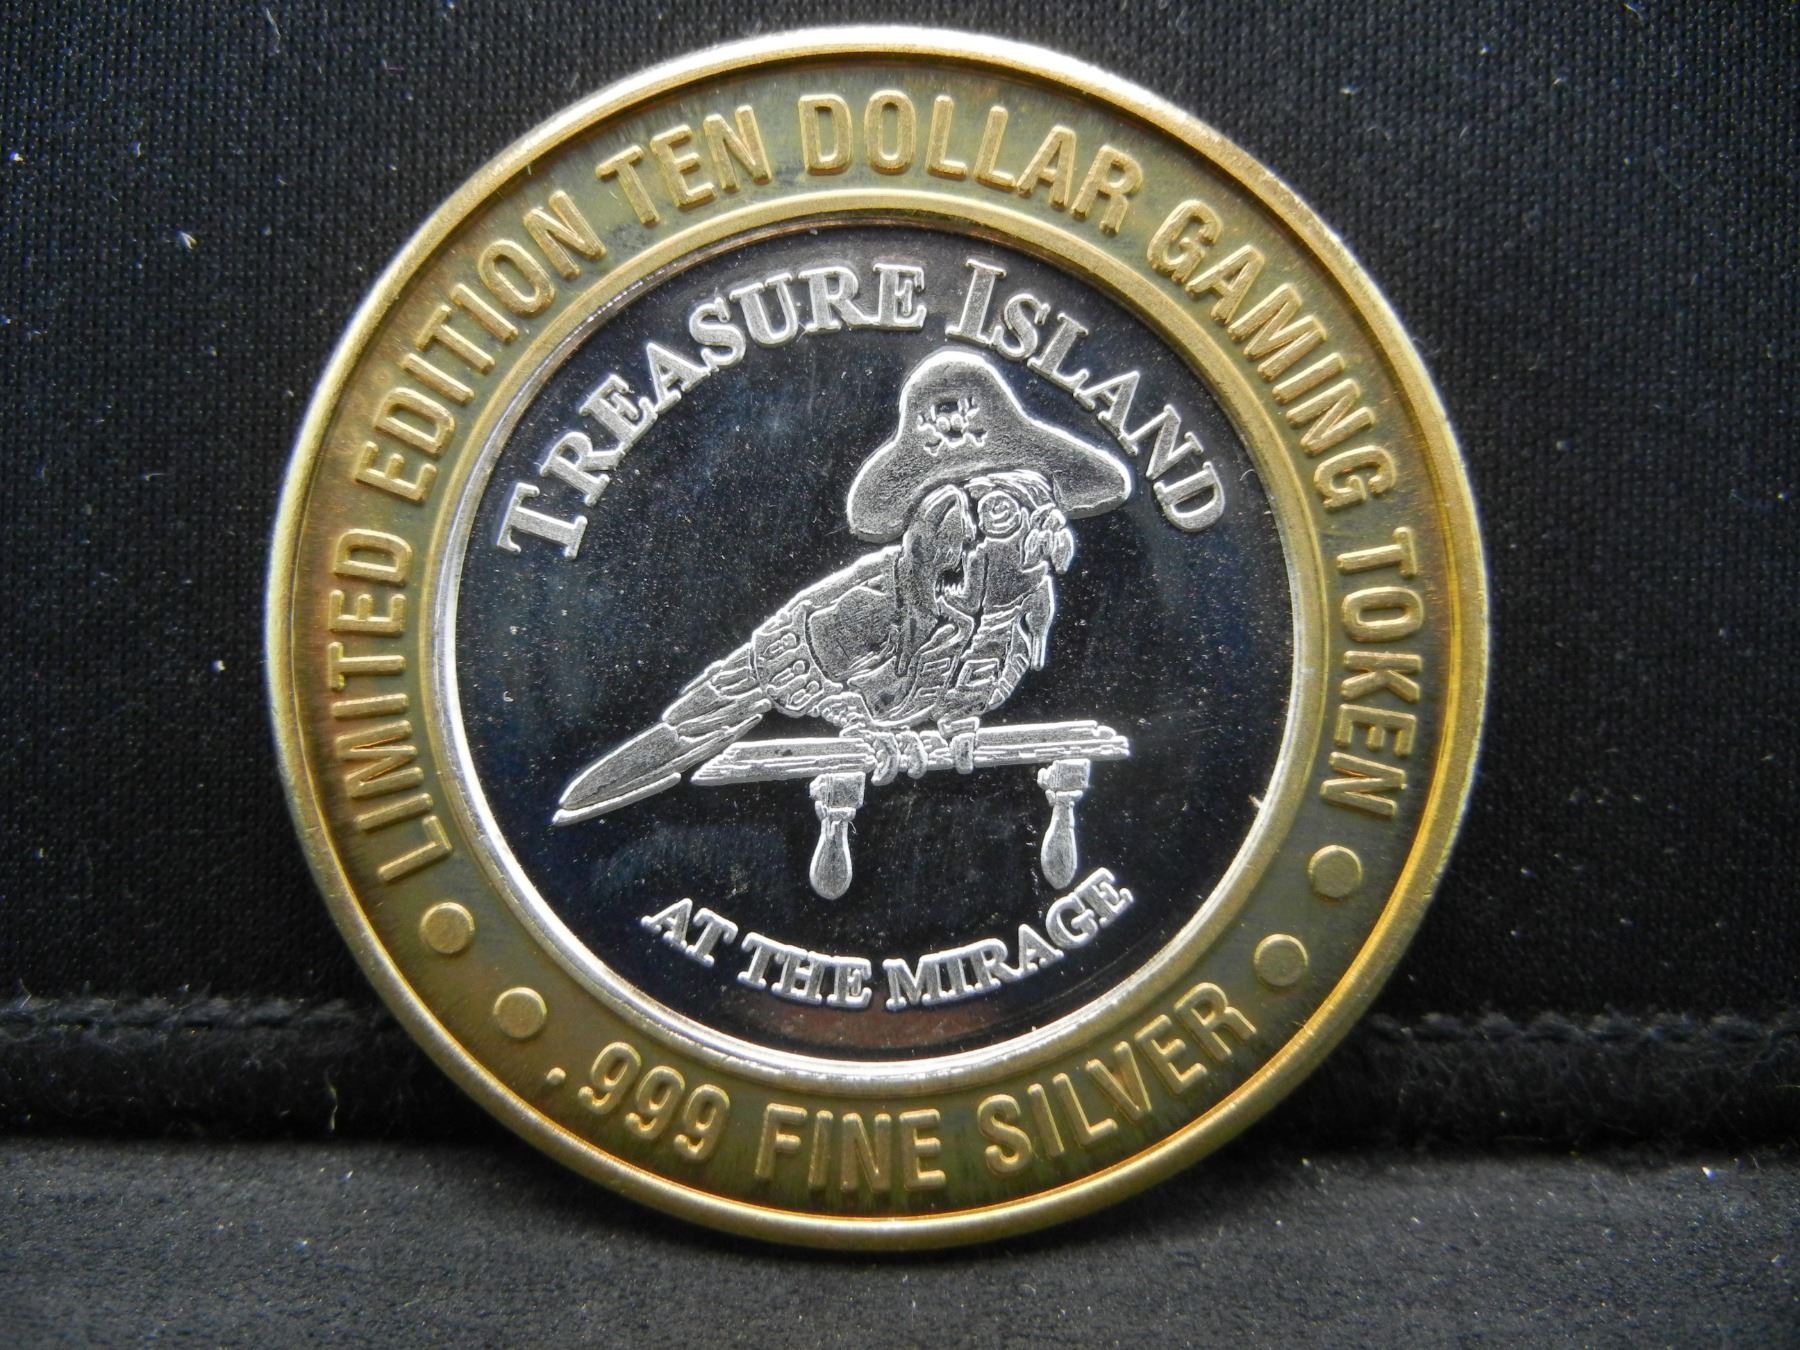 LIMITED EDITION TEN DOLLAR GAMING TOKEN
TREASURE ISLAND
AT THE MIRAGE
.999 FINE SILVER